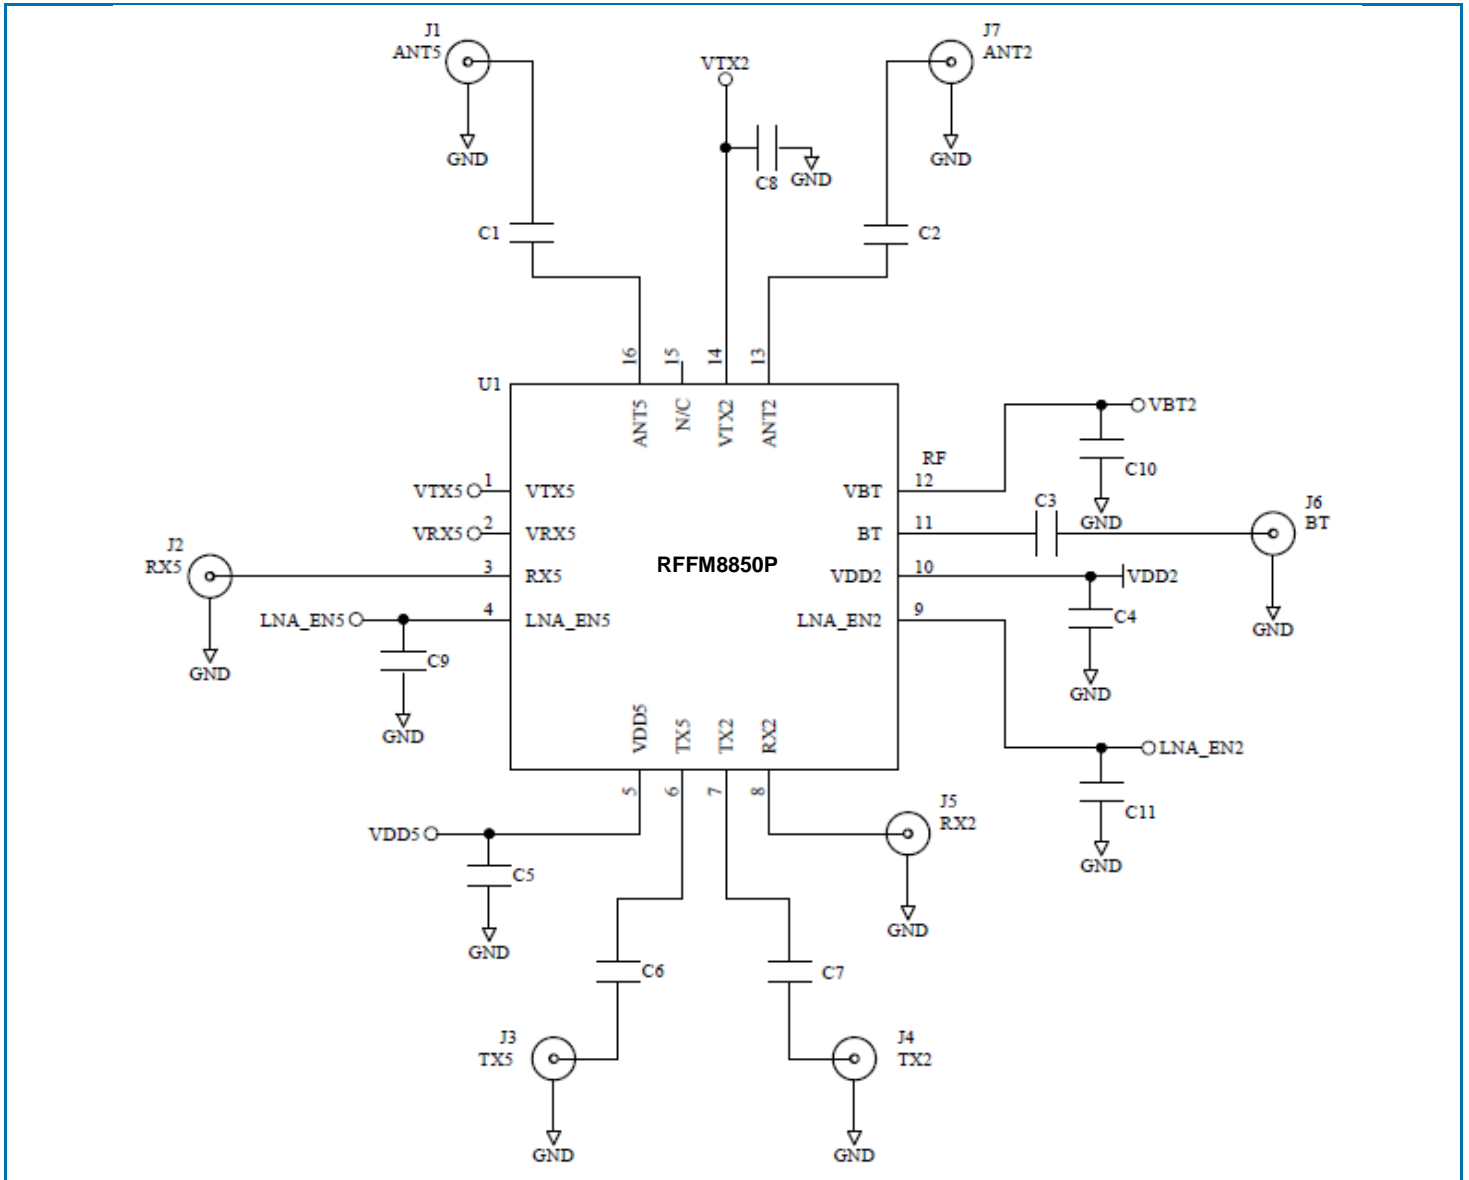 J1
ANT5
J7
ANT2
VTX2
GND
C8
GND
GND
C1
C2
16
15
14
13
U1
ANT5
N/C
VTX2
ANT2
VBT2
RF
C10
VTX5
1
VTX5
VBT
12
GND
C3
J6
BT
VRX5
2
VRX5
BT
11
J2
RX5
3
RX5
RFFM8850P
VDD2
10
VDD2
LNA_EN5
4
LNA_EN5
LNA_EN2
9
C4
GND
C9
GND
GND
GND
VDD5
TX5
TX2
RX2
LNA_EN2
5
6
7
8
C11
J5
RX2
VDD5
GND
C5
GND
GND
C6
C7
J3
TX5
J4
TX2
GND
GND